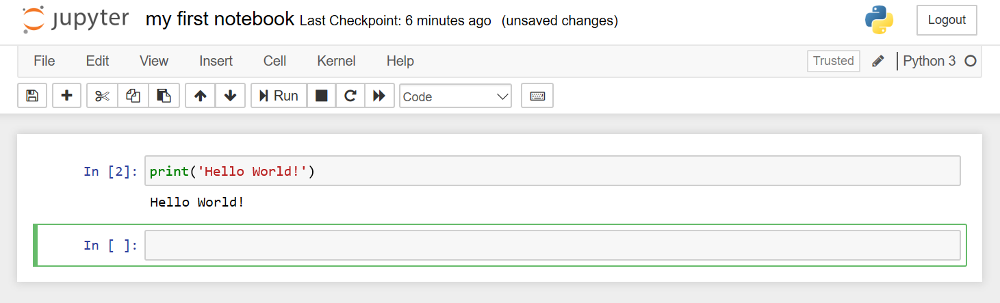 jupyter my first notebook Last Checkpoint: 6 minutes ago (unsaved changes) Logout
File Edit View Insert Cell Kernel Help Trusted Python 3
Run Code
In [2]: print('Hello World!')
Hello World!
In [ ]: